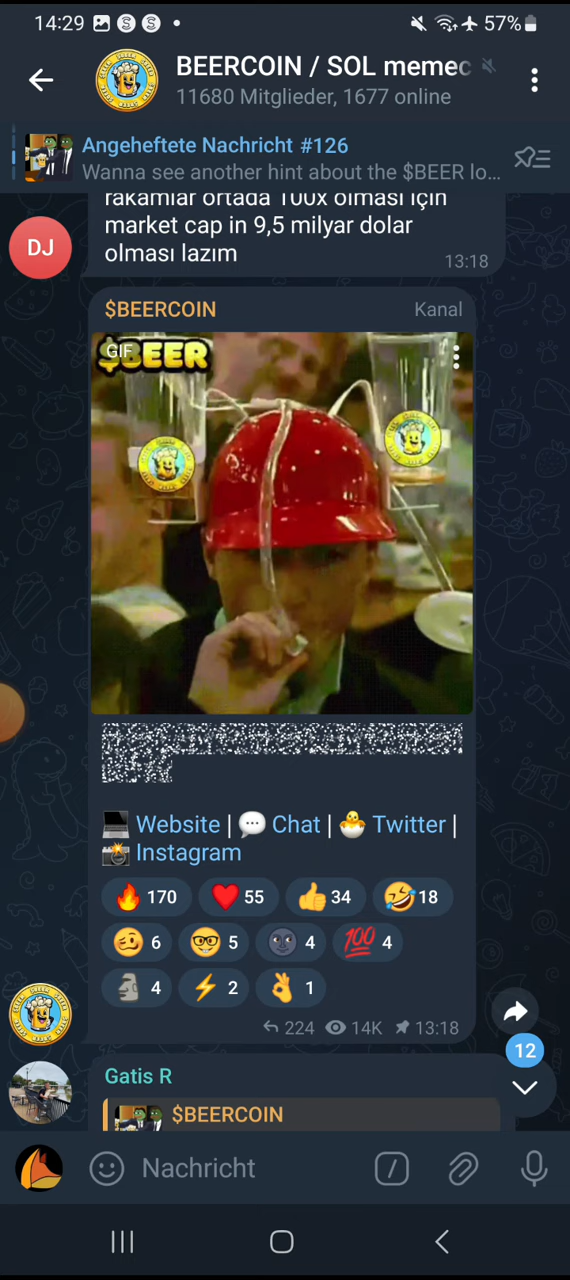 14:29
57%
BEERCOIN / SOL memec
11680 Mitglieder, 1677 online
Angeheftete Nachricht #126
Wanna see another hint about the $BEER lo...
rakamlar ortada 100x olması için
market cap in 9,5 milyar dolar
olması lazım
13:18
DJ
$BEERCOIN Kanal
GIF
$BEER
Website | Chat | Twitter |
Instagram
170 55 34 18
6 5 4 100 4
4 2 1
224 14K 13:18
12
Gatis R
$BEERCOIN
Nachricht